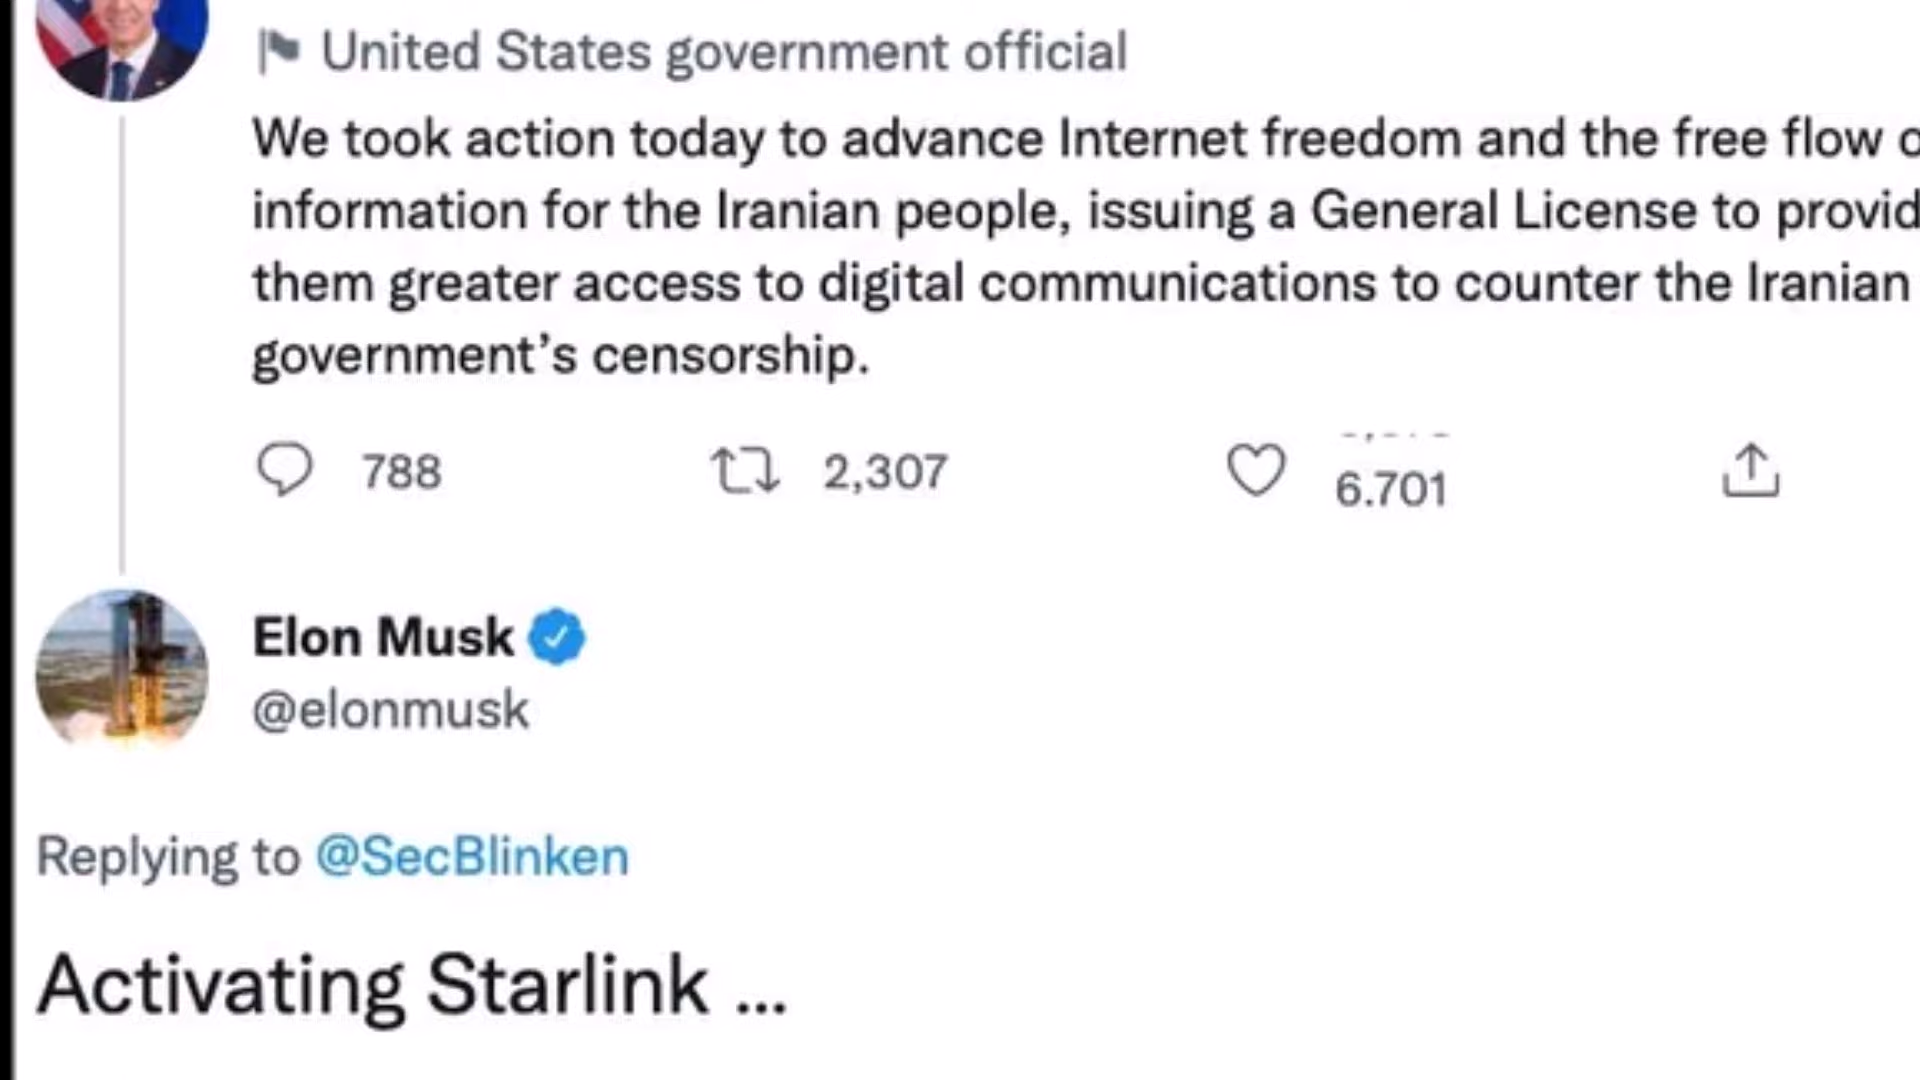 United States government official
We took action today to advance Internet freedom and the free flow
information for the Iranian people, issuing a General License to provid
them greater access to digital communications to counter the Iranian
government’s censorship.
788 2,307 6.701
Elon Musk
@elonmusk
Replying to @SecBlinken
Activating Starlink ...